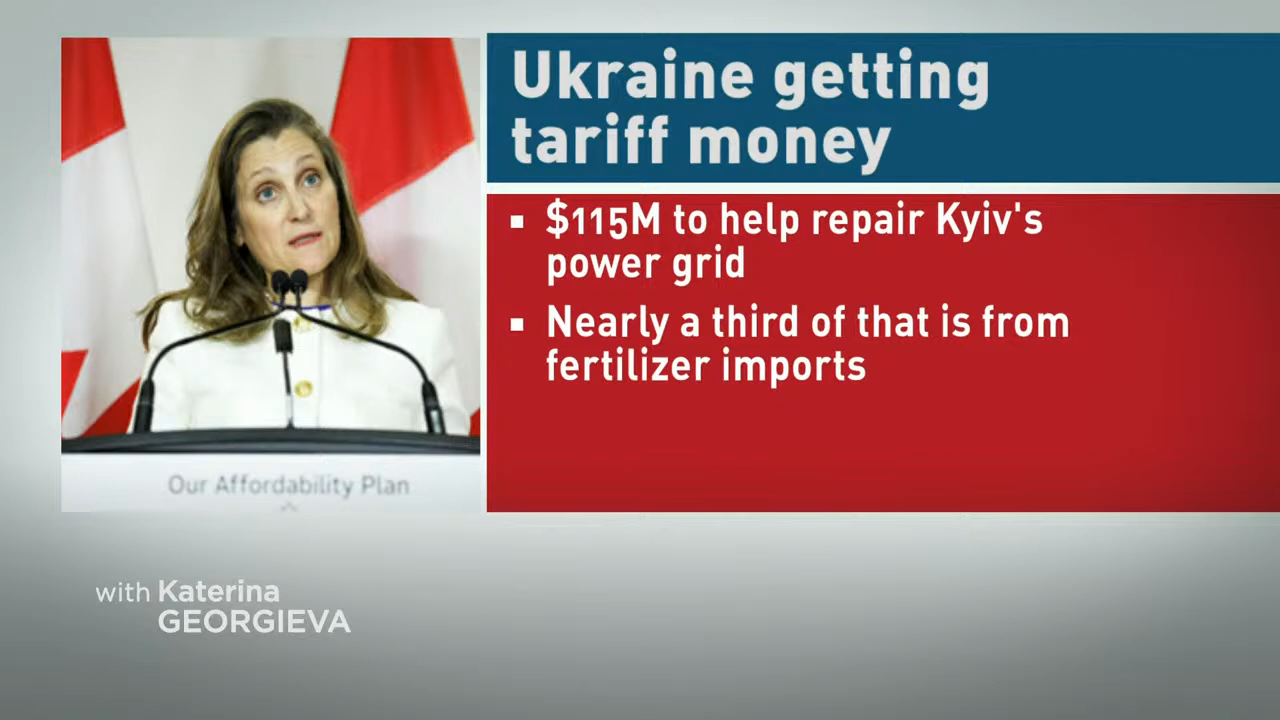 Ukraine getting
tariff money
▪ $115M to help repair Kyiv's
power grid
▪ Nearly a third of that is from
fertilizer imports
Our Affordability Plan
with Katerina
GEORGIEVA